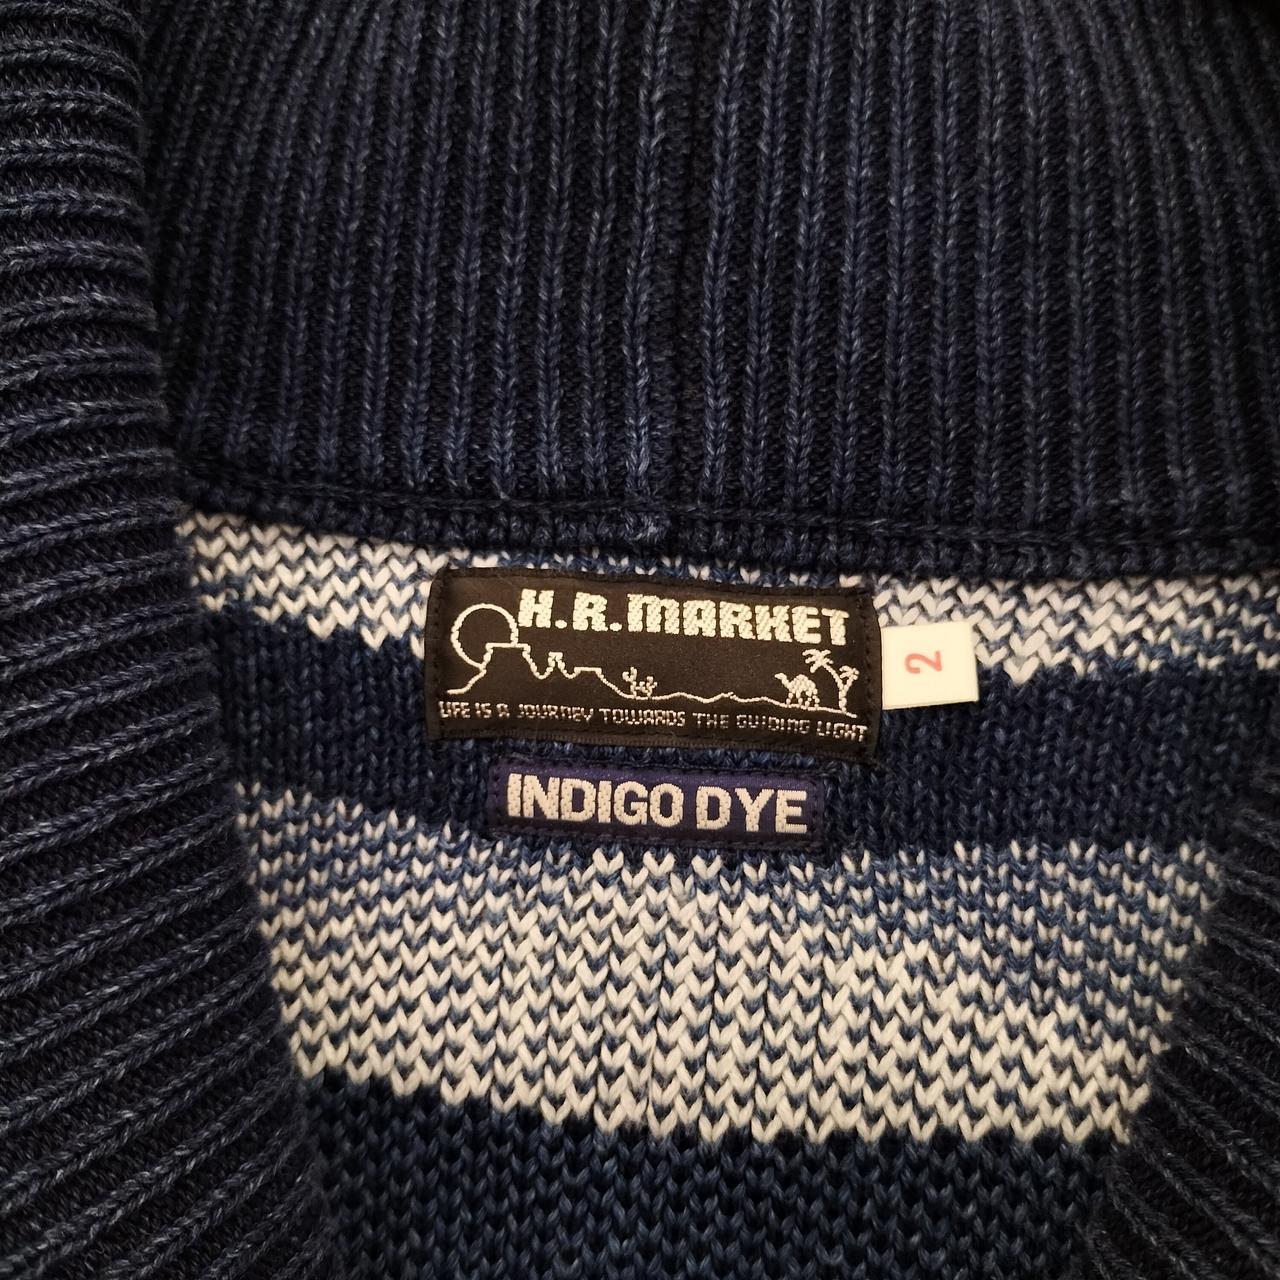 H.R.MARKET
LIFE IS A JOURNEY TOWARDS THE GUIDING LIGHT
2
INDIGO DYE